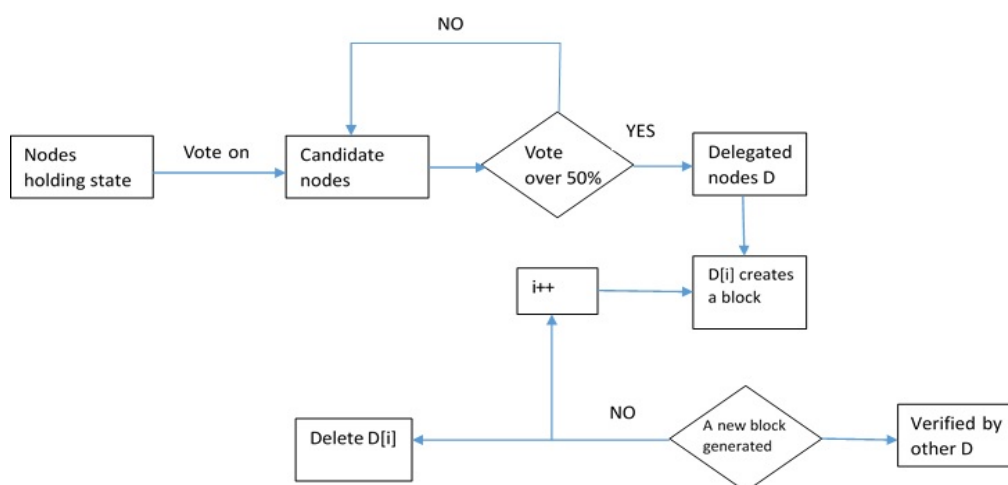 NO
Nodes
holding state
Vote on
Candidate
nodes
Vote
over 50%
YES
Delegated
nodes D
i++
D[i] creates
a block
Delete D[i]
NO
A new block
generated
Verified by
other D